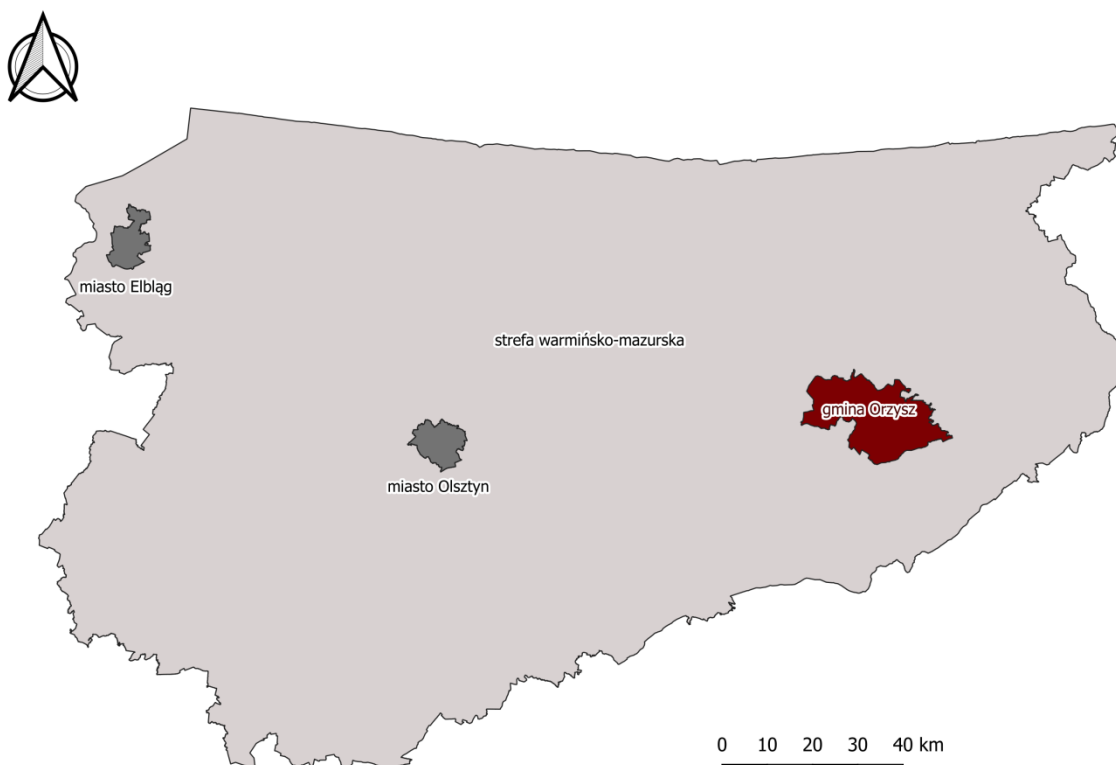 miasto Elbląg
strefa warmińsko-mazurska
gmina Orzysz
miasto Olsztyn
0 10 20 30 40 km